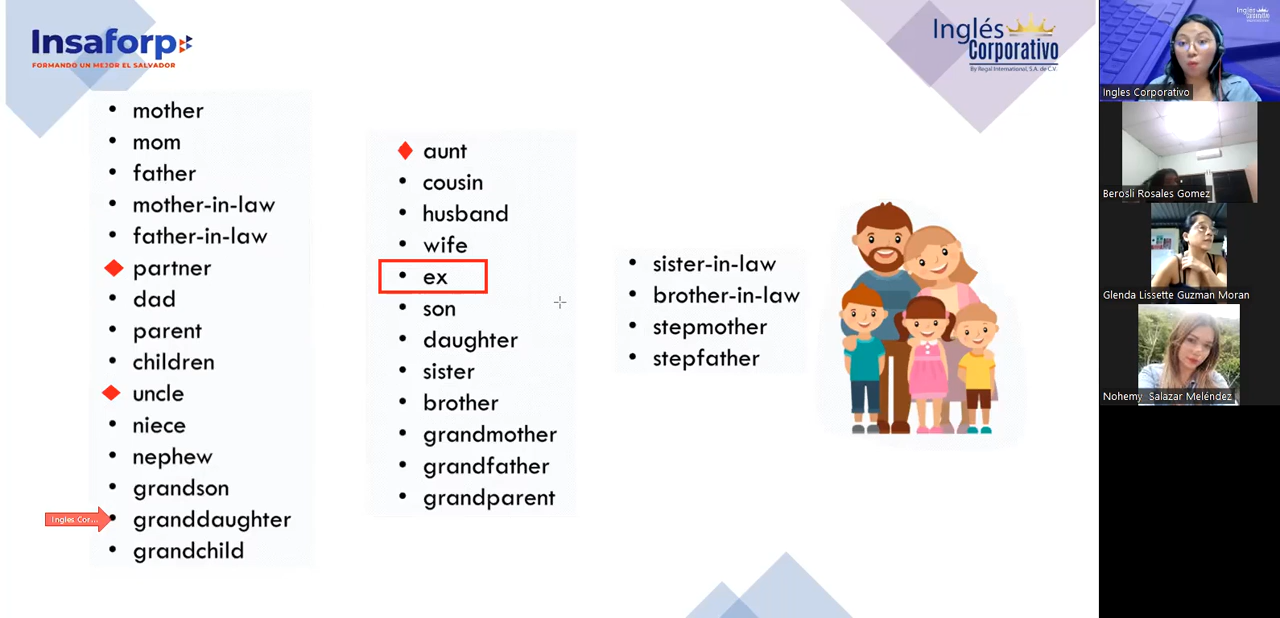 Insaforp
FORMANDO UN MEJOR EL SALVADOR
Inglés
Corporativo
By Regal International, S.A. de C.V.
mother
mom
father
mother-in-law
father-in-law
partner
dad
parent
children
uncle
niece
nephew
grandson
granddaughter
grandchild
Ingles Cor...
aunt
cousin
husband
wife
ex
son
daughter
sister
brother
grandmother
grandfather
grandparent
sister-in-law
brother-in-law
stepmother
stepfather
Ingles Corporativo
Berosli Rosales Gomez
Glenda Lissette Guzman Moran
Nohemy Salazar Meléndez